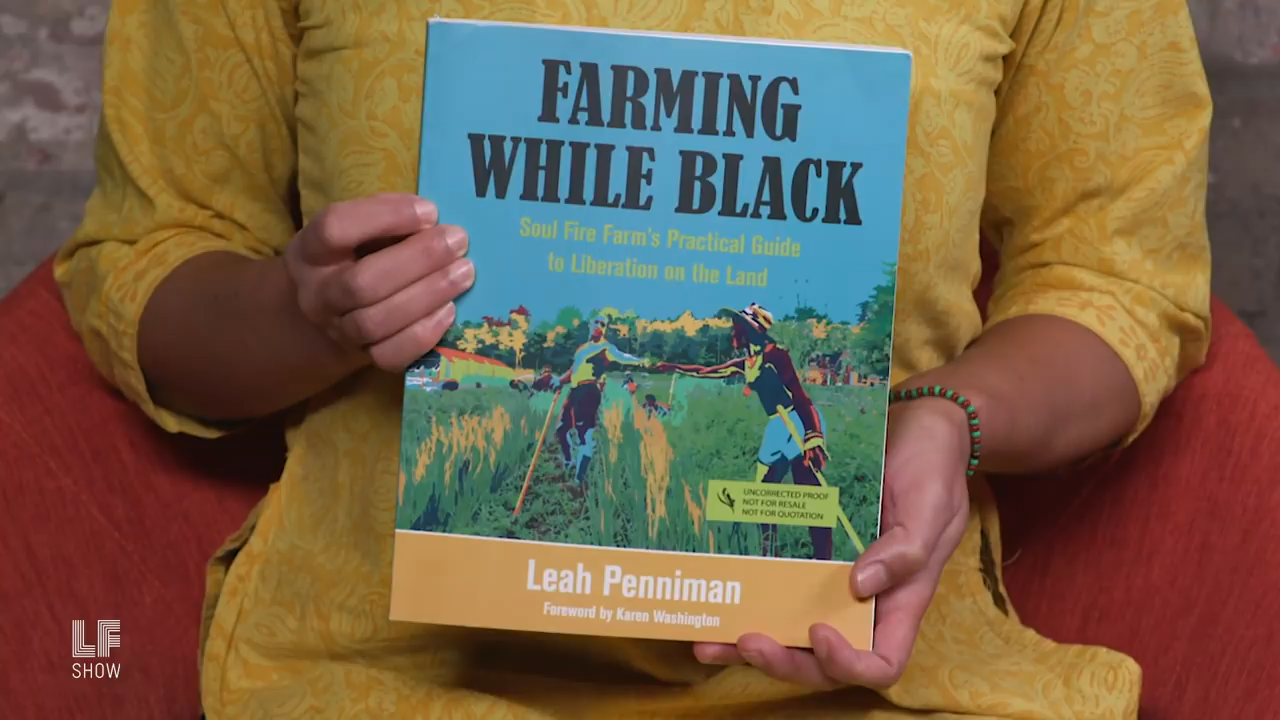 FARMING
WHILE BLACK
Soul Fire Farm's Practical Guide
to Liberation on the Land
UNCORRECTED PROOF
NOT FOR RESALE
NOT FOR QUOTATION
Leah Penniman
Foreword by Karen Washington
LF
SHOW